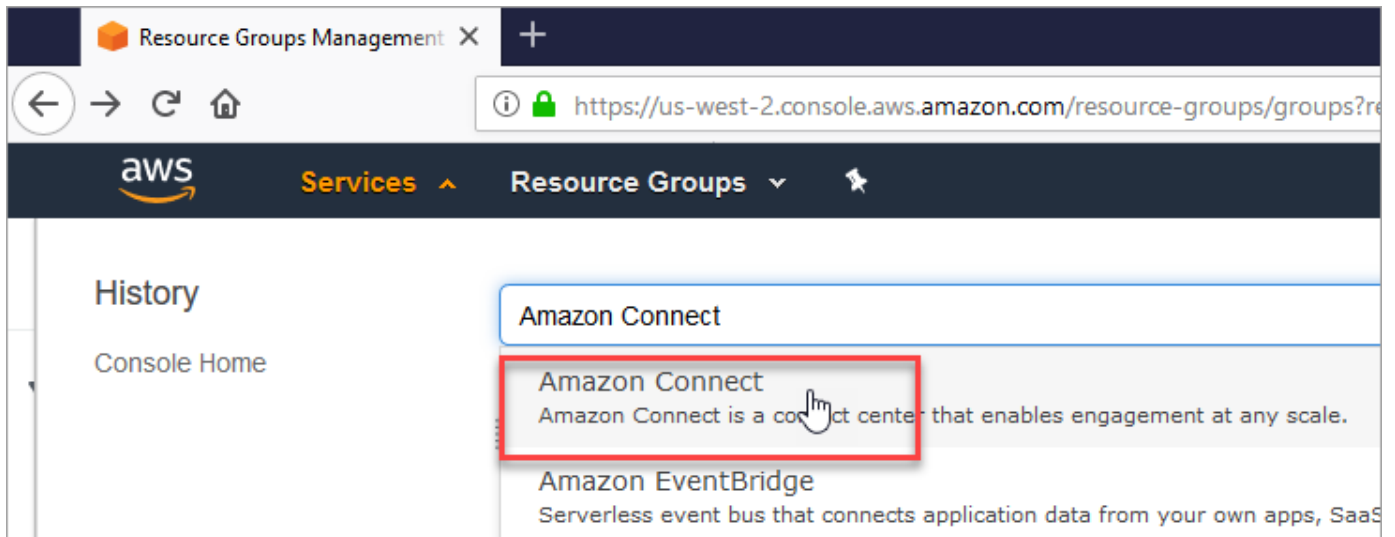 Resource Groups Management
https://us-west-2.console.aws.amazon.com/resource-groups/groups?re
aws Services Resource Groups
History
Amazon Connect
Console Home
Amazon Connect
Amazon Connect is a contact center that enables engagement at any scale.
Amazon EventBridge
Serverless event bus that connects application data from your own apps, SaaS